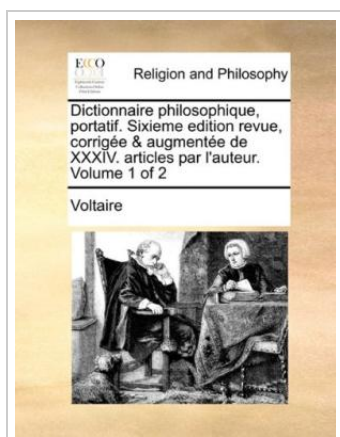 ECCO
Religion and Philosophy
Dictionnaire philosophique,
portatif. Sixieme edition revue,
corrigée & augmentée de
XXXIV. articles par l'auteur.
Volume 1 of 2
Voltaire